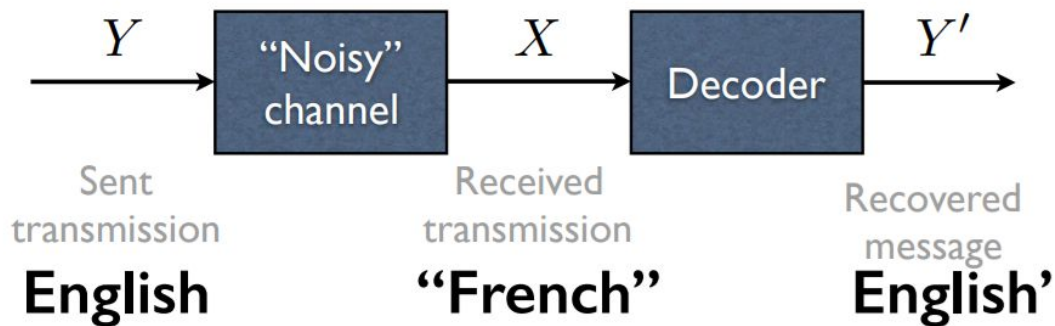 Y
“Noisy”
channel
X
Decoder
Y′
Sent
transmission
Received
transmission
Recovered
message
English
“French”
English’